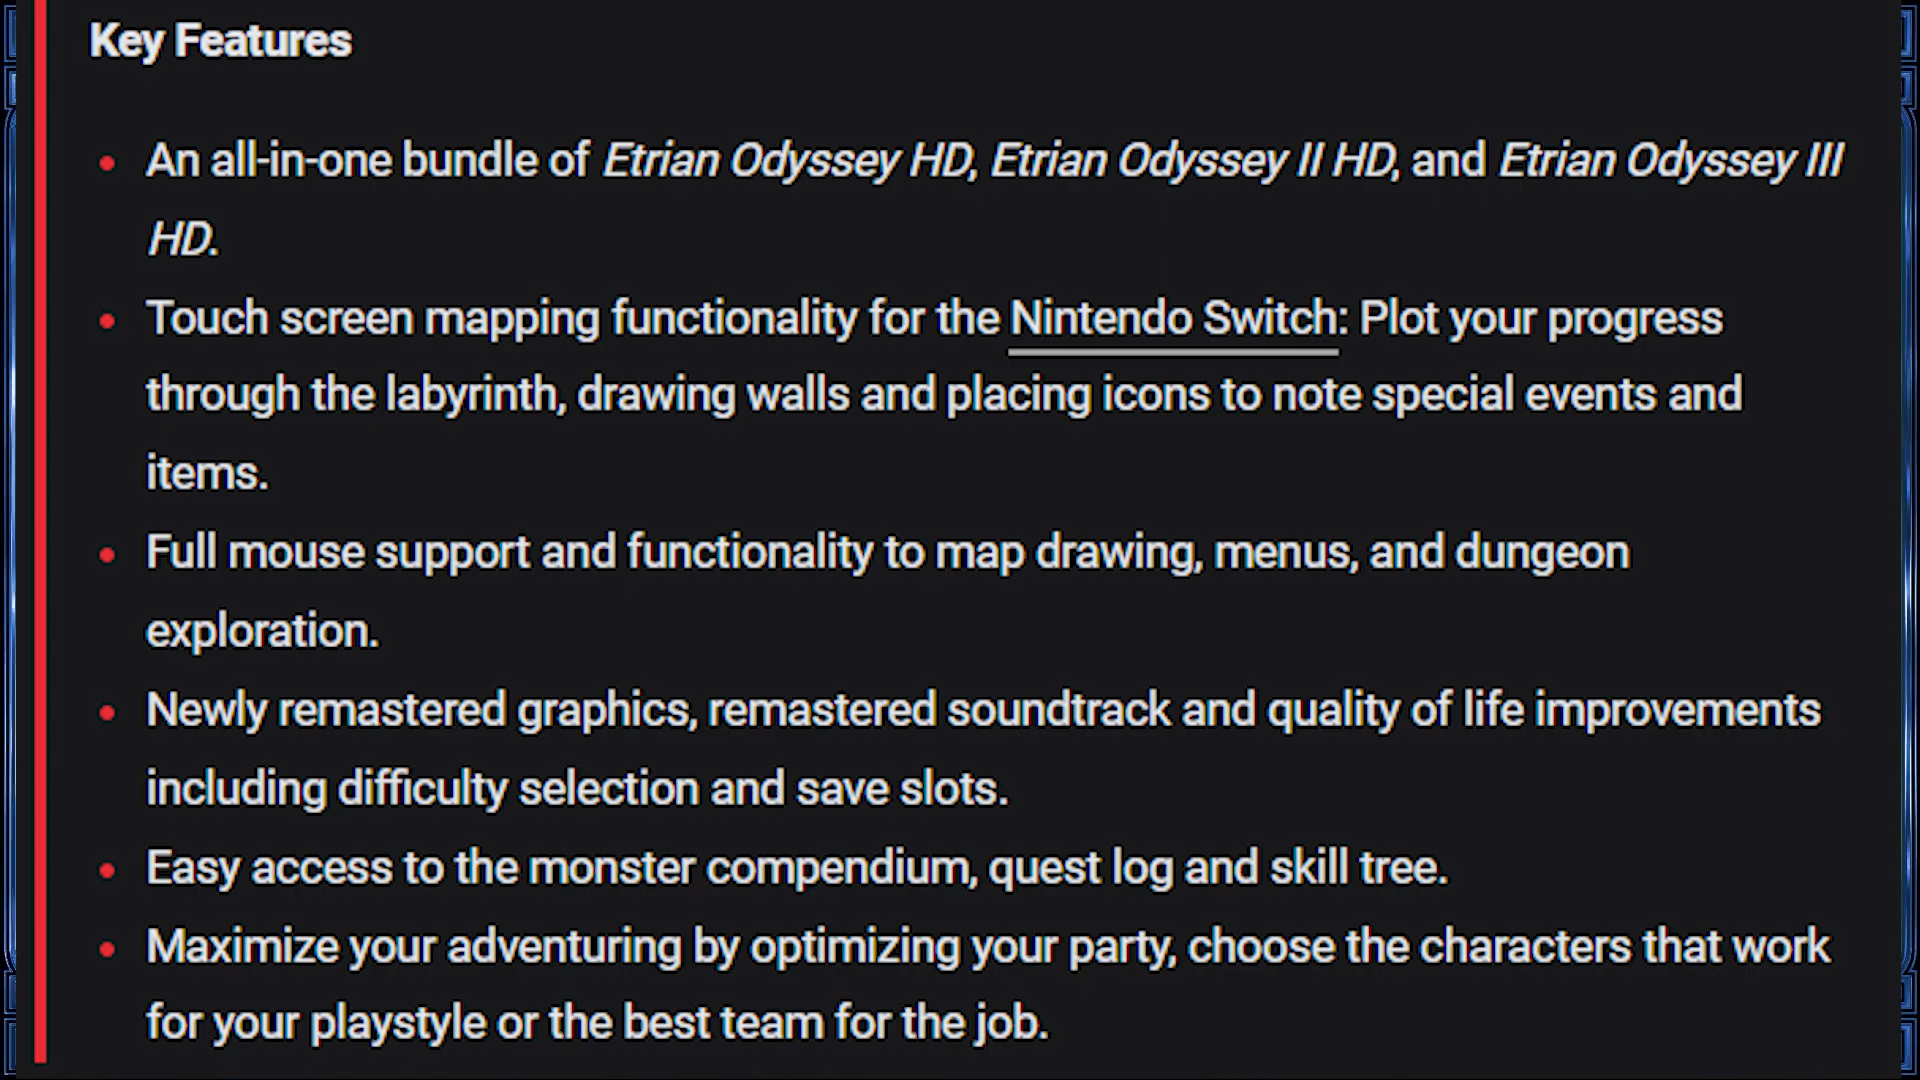 Key Features
• An all-in-one bundle of Etrian Odyssey HD, Etrian Odyssey II HD, and Etrian Odyssey III
HD.
• Touch screen mapping functionality for the Nintendo Switch: Plot your progress
through the labyrinth, drawing walls and placing icons to note special events and
items.
• Full mouse support and functionality to map drawing, menus, and dungeon
exploration.
• Newly remastered graphics, remastered soundtrack and quality of life improvements
including difficulty selection and save slots.
• Easy access to the monster compendium, quest log and skill tree.
• Maximize your adventuring by optimizing your party, choose the characters that work
for your playstyle or the best team for the job.